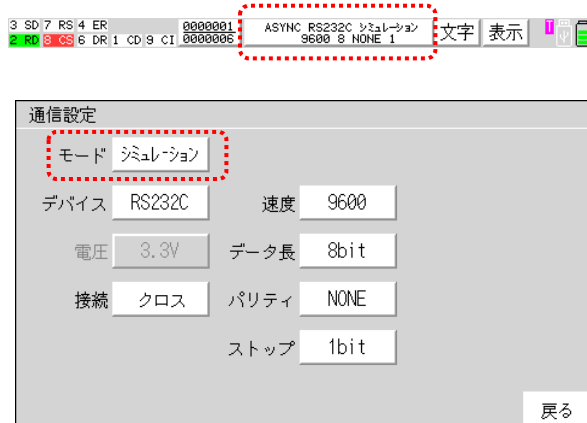 3 SD 7 RS 4 ER 0000001 ASYNC RS232C シミュレーション 文字 表示 T
2 RD 8 CS 6 DR 1 CD 9 CI 0000006 9600 8 NONE 1
通信設定
モード シミュレーション
デバイス RS232C 速度 9600
電圧 3.3V データ長 8bit
接続 クロス パリティ NONE
ストップ 1bit
戻る